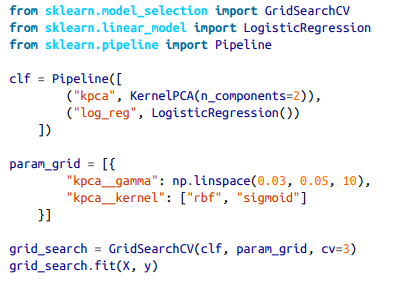 from sklearn.model_selection import GridSearchCV
from sklearn.linear_model import LogisticRegression
from sklearn.pipeline import Pipeline
clf = Pipeline([
("kpca", KernelPCA(n_components=2)),
("log_reg", LogisticRegression())
])
param_grid = [{
"kpca__gamma": np.linspace(0.03, 0.05, 10),
"kpca__kernel": ["rbf", "sigmoid"]
}]
grid_search = GridSearchCV(clf, param_grid, cv=3)
grid_search.fit(X, y)